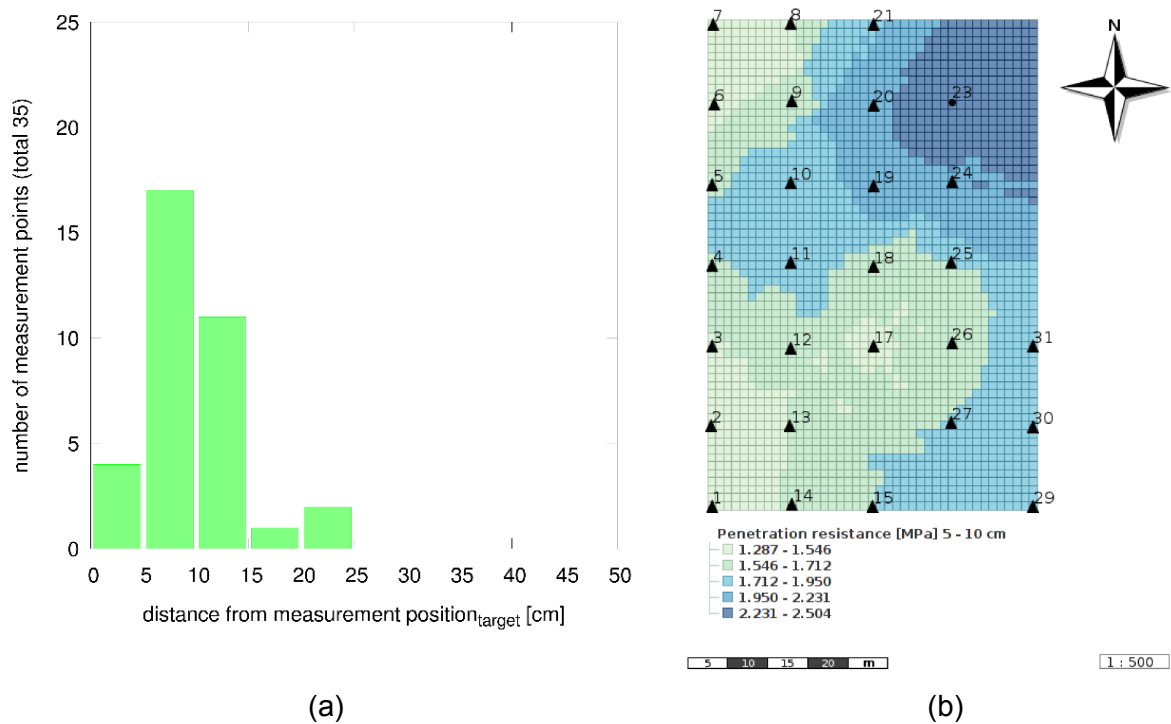 25
20
15
10
5
0
number of measurement points (total 35)
0 5 10 15 20 25 30 35 40 45 50
distance from measurement position_target [cm]
(a)
7 8 21
N
6 9 20 23
5 10 19 24
4 11 18 25
3 12 17 26 31
2 13 27 30
1 14 15 29
Penetration resistance [MPa] 5 - 10 cm
1.287 - 1.546
1.546 - 1.712
1.712 - 1.950
1.950 - 2.231
2.231 - 2.504
5 10 15 20 m
1 : 500
(b)